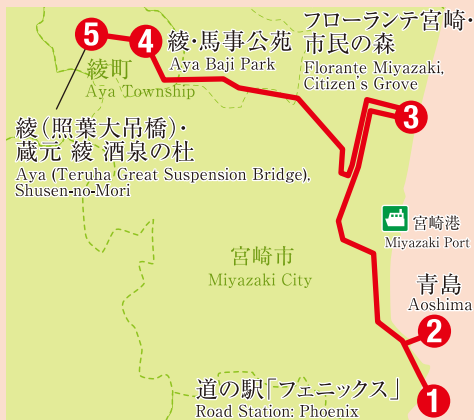 フローランテ宮崎・
市民の森
Florante Miyazaki,
Citizen's Grove
5
4
綾・馬事公苑
Aya Baji Park
綾町
Aya Township
3
綾(照葉大吊橋)・
蔵元 綾 酒泉の杜
Aya (Teruha Great Suspension Bridge),
Shusen-no-Mori
宮崎港
Miyazaki Port
宮崎市
Miyazaki City
青島
Aoshima
2
道の駅「フェニックス」
Road Station: Phoenix
1